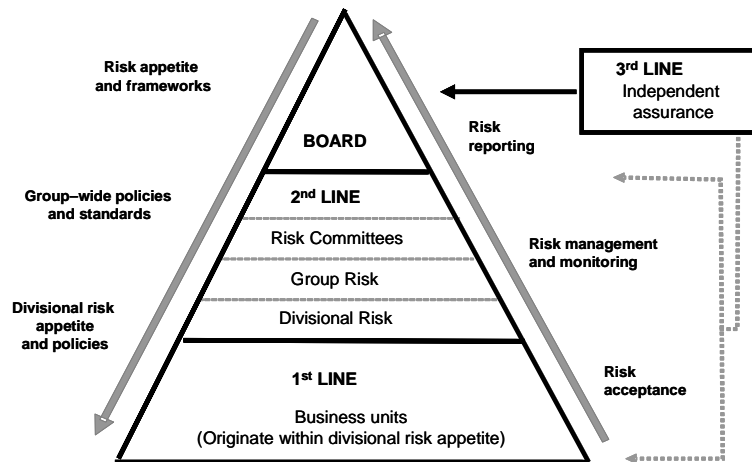 Risk appetite
and frameworks
Group–wide policies
and standards
Divisional risk
appetite
and policies
BOARD
2nd LINE
Risk Committees
Group Risk
Divisional Risk
1st LINE
Business units
(Originate within divisional risk appetite)
Risk
reporting
Risk management
and monitoring
Risk
acceptance
3rd LINE
Independent
assurance